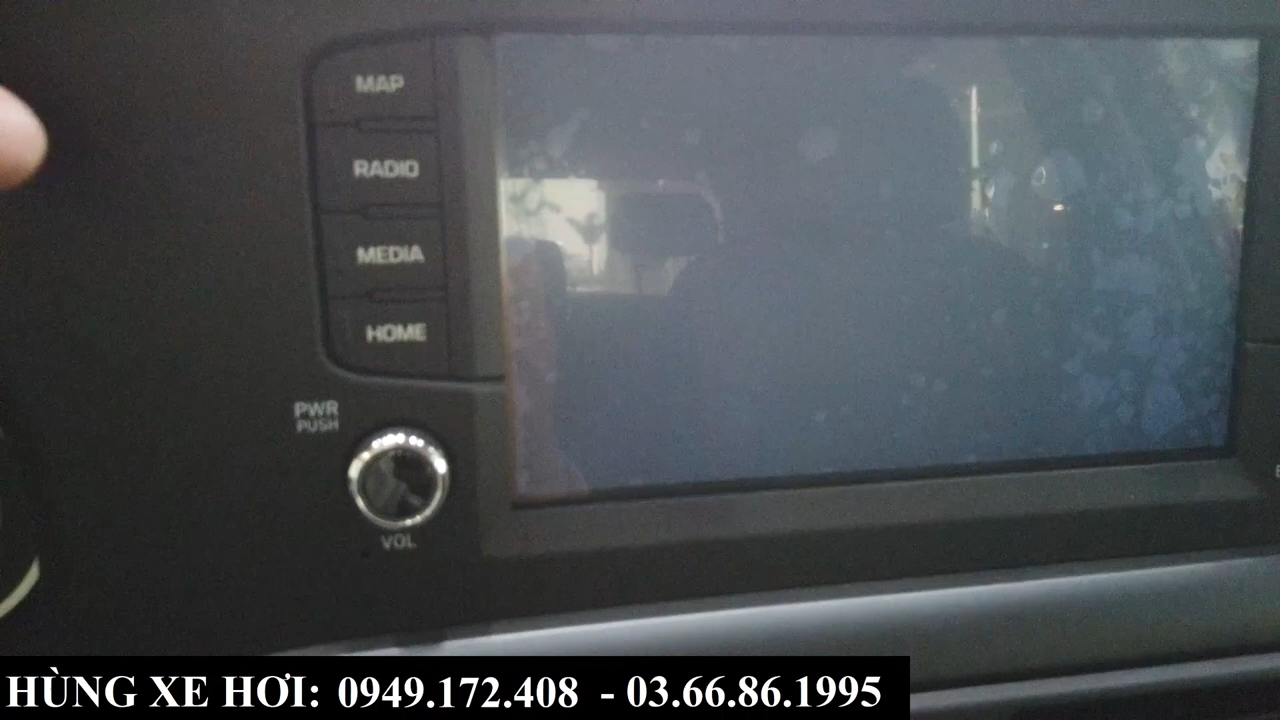 MAP
RADIO
MEDIA
HOME
PWR
PUSH
VOL
HÙNG XE HƠI: 0949.172.408 - 03.66.86.1995